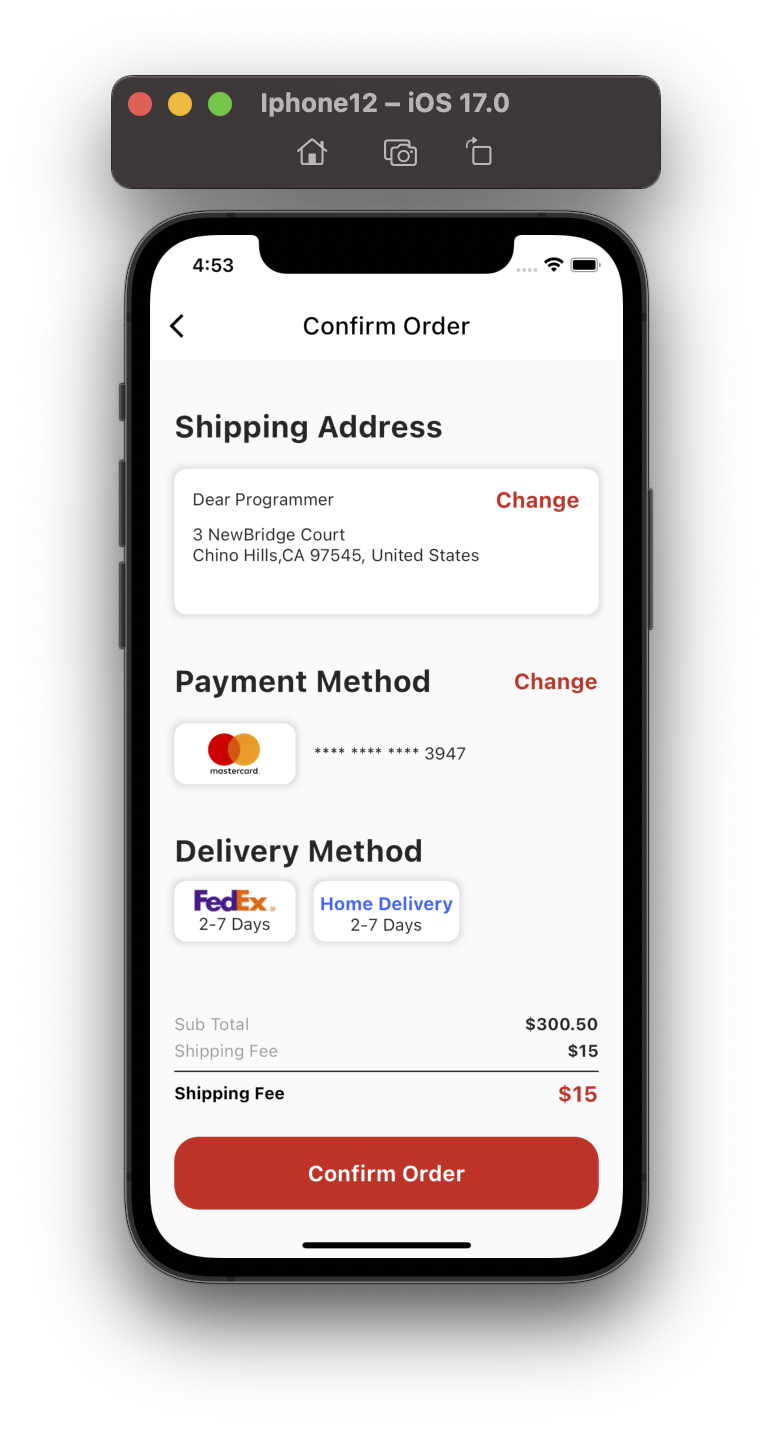 Iphone12 – iOS 17.0
4:53
Confirm Order
Shipping Address
Dear Programmer
Change
3 NewBridge Court
Chino Hills,CA 97545, United States
Payment Method
Change
mastercard.
**** **** **** 3947
Delivery Method
FedEx®
2-7 Days
Home Delivery
2-7 Days
Sub Total
$300.50
Shipping Fee
$15
Shipping Fee
$15
Confirm Order